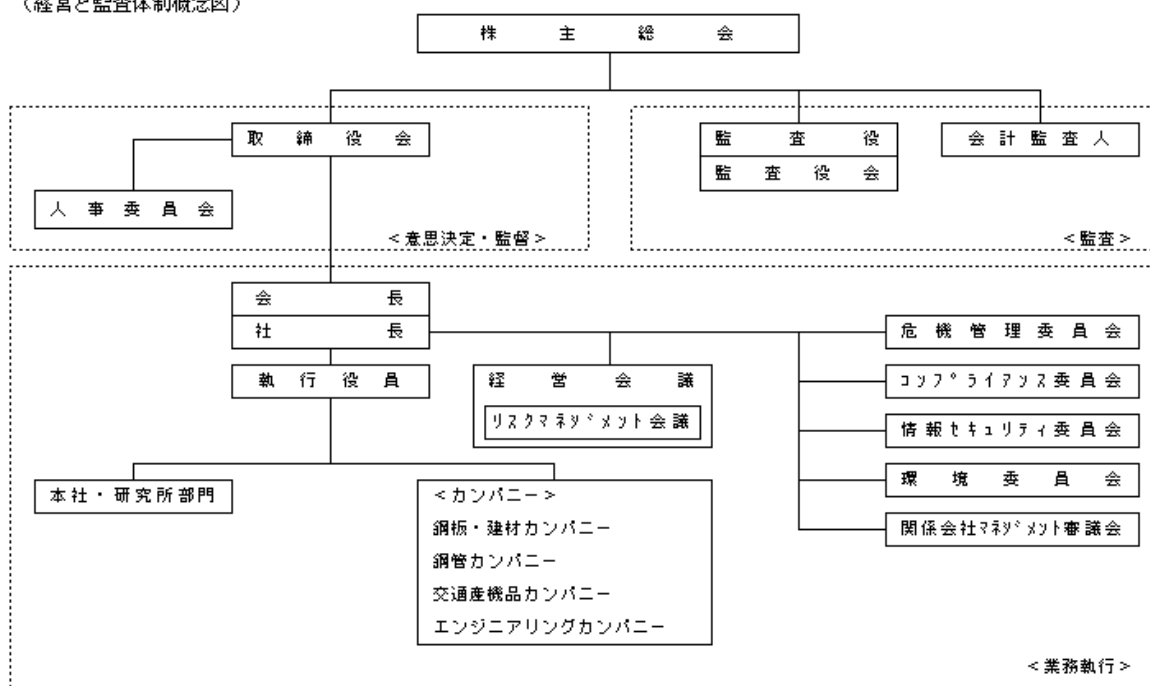 （経営と監査体制概念図）
株主総会
取締役会
監査役
会計監査人
監査役会
人事委員会
＜意思決定・監督＞
＜監査＞
会長
社長
危機管理委員会
執行役員
経営会議
コンプライアンス委員会
リスクマネジメント会議
情報セキュリティ委員会
環境委員会
本社・研究所部門
＜カンパニー＞
関係会社マネジメント審議会
鋼板・建材カンパニー
鋼管カンパニー
交通産機品カンパニー
エンジニアリングカンパニー
＜業務執行＞